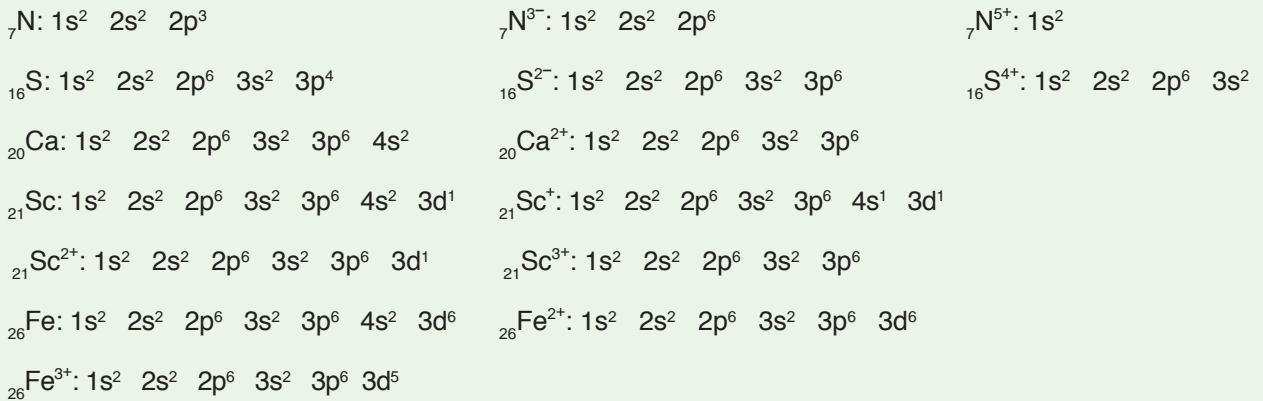 ₇N: 1s² 2s² 2p³ ₇N³⁻: 1s² 2s² 2p⁶ ₇N⁵⁺: 1s²
₁₆S: 1s² 2s² 2p⁶ 3s² 3p⁴ ₁₆S²⁻: 1s² 2s² 2p⁶ 3s² 3p⁶ ₁₆S⁴⁺: 1s² 2s² 2p⁶ 3s²
₂₀Ca: 1s² 2s² 2p⁶ 3s² 3p⁶ 4s² ₂₀Ca²⁺: 1s² 2s² 2p⁶ 3s² 3p⁶
₂₁Sc: 1s² 2s² 2p⁶ 3s² 3p⁶ 4s² 3d¹ ₂₁Sc⁺: 1s² 2s² 2p⁶ 3s² 3p⁶ 4s¹ 3d¹
₂₁Sc²⁺: 1s² 2s² 2p⁶ 3s² 3p⁶ 3d¹ ₂₁Sc³⁺: 1s² 2s² 2p⁶ 3s² 3p⁶
₂₆Fe: 1s² 2s² 2p⁶ 3s² 3p⁶ 4s² 3d⁶ ₂₆Fe²⁺: 1s² 2s² 2p⁶ 3s² 3p⁶ 3d⁶
₂₆Fe³⁺: 1s² 2s² 2p⁶ 3s² 3p⁶ 3d⁵